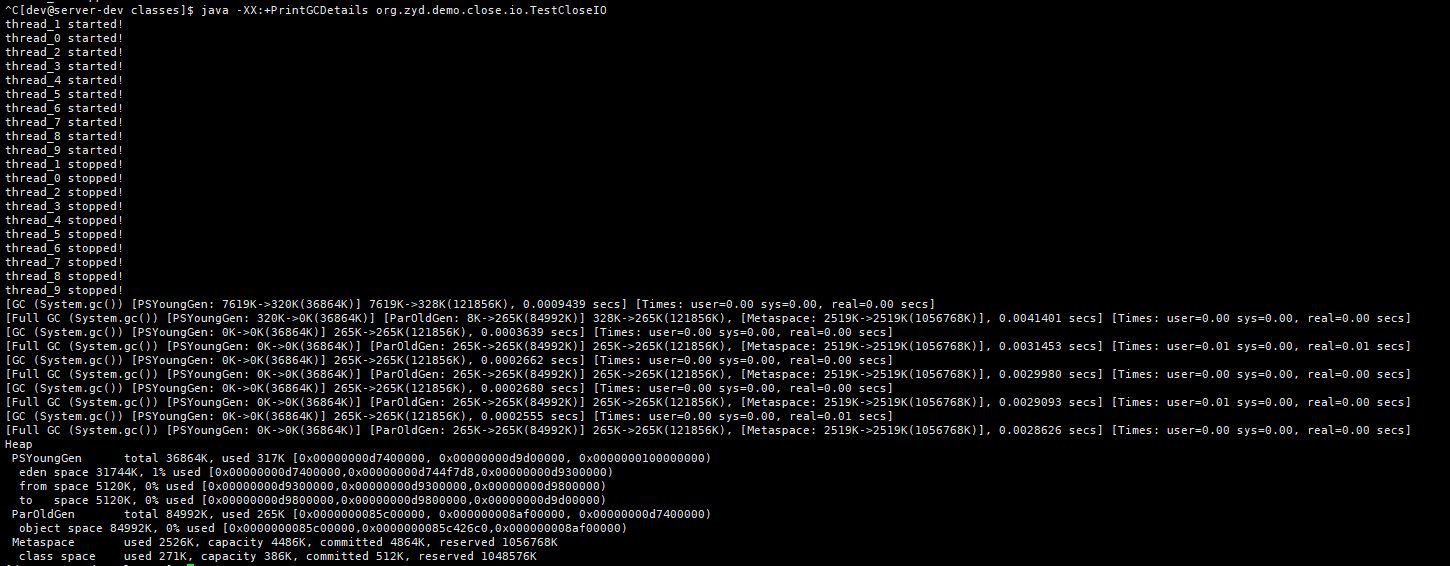 ^C[dev@server-dev classes]$ java -XX:+PrintGCDetails org.zyd.demo.close.io.TestCloseIO
thread_1 started!
thread_0 started!
thread_2 started!
thread_3 started!
thread_4 started!
thread_5 started!
thread_6 started!
thread_7 started!
thread_8 started!
thread_9 started!
thread_1 stopped!
thread_0 stopped!
thread_2 stopped!
thread_3 stopped!
thread_4 stopped!
thread_5 stopped!
thread_6 stopped!
thread_7 stopped!
thread_8 stopped!
thread_9 stopped!
[GC (System.gc()) [PSYoungGen: 7619K->320K(36864K)] 7619K->328K(121856K), 0.0009439 secs] [Times: user=0.00 sys=0.00, real=0.00 secs]
[Full GC (System.gc()) [PSYoungGen: 320K->0K(36864K)] [ParOldGen: 8K->265K(84992K)] 328K->265K(121856K), [Metaspace: 2519K->2519K(1056768K)], 0.0041401 secs] [Times: user=0.00 sys=0.00, real=0.00 secs]
[GC (System.gc()) [PSYoungGen: 0K->0K(36864K)] 265K->265K(121856K), 0.0003639 secs] [Times: user=0.00 sys=0.00, real=0.00 secs]
[Full GC (System.gc()) [PSYoungGen: 0K->0K(36864K)] [ParOldGen: 265K->265K(84992K)] 265K->265K(121856K), [Metaspace: 2519K->2519K(1056768K)], 0.0031453 secs] [Times: user=0.01 sys=0.00, real=0.01 secs]
[GC (System.gc()) [PSYoungGen: 0K->0K(36864K)] 265K->265K(121856K), 0.0002662 secs] [Times: user=0.00 sys=0.00, real=0.00 secs]
[Full GC (System.gc()) [PSYoungGen: 0K->0K(36864K)] [ParOldGen: 265K->265K(84992K)] 265K->265K(121856K), [Metaspace: 2519K->2519K(1056768K)], 0.0029980 secs] [Times: user=0.00 sys=0.00, real=0.00 secs]
[GC (System.gc()) [PSYoungGen: 0K->0K(36864K)] 265K->265K(121856K), 0.0002680 secs] [Times: user=0.00 sys=0.00, real=0.00 secs]
[Full GC (System.gc()) [PSYoungGen: 0K->0K(36864K)] [ParOldGen: 265K->265K(84992K)] 265K->265K(121856K), [Metaspace: 2519K->2519K(1056768K)], 0.0029093 secs] [Times: user=0.01 sys=0.00, real=0.00 secs]
[GC (System.gc()) [PSYoungGen: 0K->0K(36864K)] 265K->265K(121856K), 0.0002555 secs] [Times: user=0.00 sys=0.00, real=0.01 secs]
[Full GC (System.gc()) [PSYoungGen: 0K->0K(36864K)] [ParOldGen: 265K->265K(84992K)] 265K->265K(121856K), [Metaspace: 2519K->2519K(1056768K)], 0.0028626 secs] [Times: user=0.00 sys=0.00, real=0.00 secs]
Heap
PSYoungGen total 36864K, used 317K [0x00000000d7400000, 0x00000000d9d00000, 0x0000000100000000)
eden space 31744K, 1% used [0x00000000d7400000,0x00000000d744f7d8,0x00000000d9300000)
from space 5120K, 0% used [0x00000000d9300000,0x00000000d9300000,0x00000000d9800000)
to space 5120K, 0% used [0x00000000d9800000,0x00000000d9800000,0x00000000d9d00000)
ParOldGen total 84992K, used 265K [0x0000000085c00000, 0x000000008af00000, 0x00000000d7400000)
object space 84992K, 0% used [0x0000000085c00000,0x0000000085c426c0,0x000000008af00000)
Metaspace used 2526K, capacity 4486K, committed 4864K, reserved 1056768K
class space used 271K, capacity 386K, committed 512K, reserved 1048576K